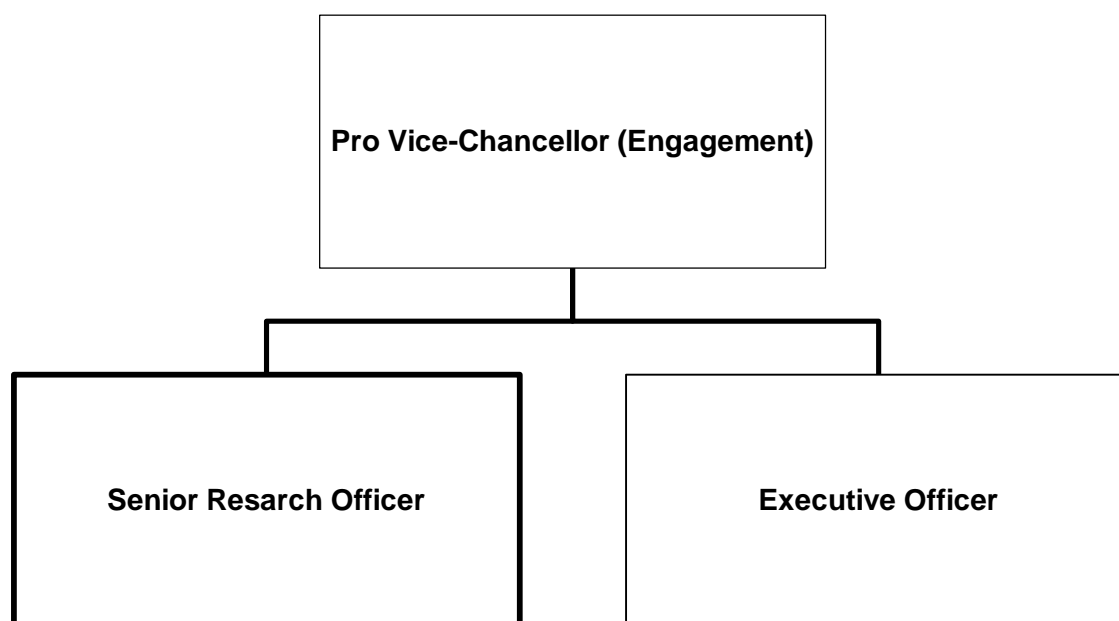 Pro Vice-Chancellor (Engagement)
Senior Resarch Officer
Executive Officer